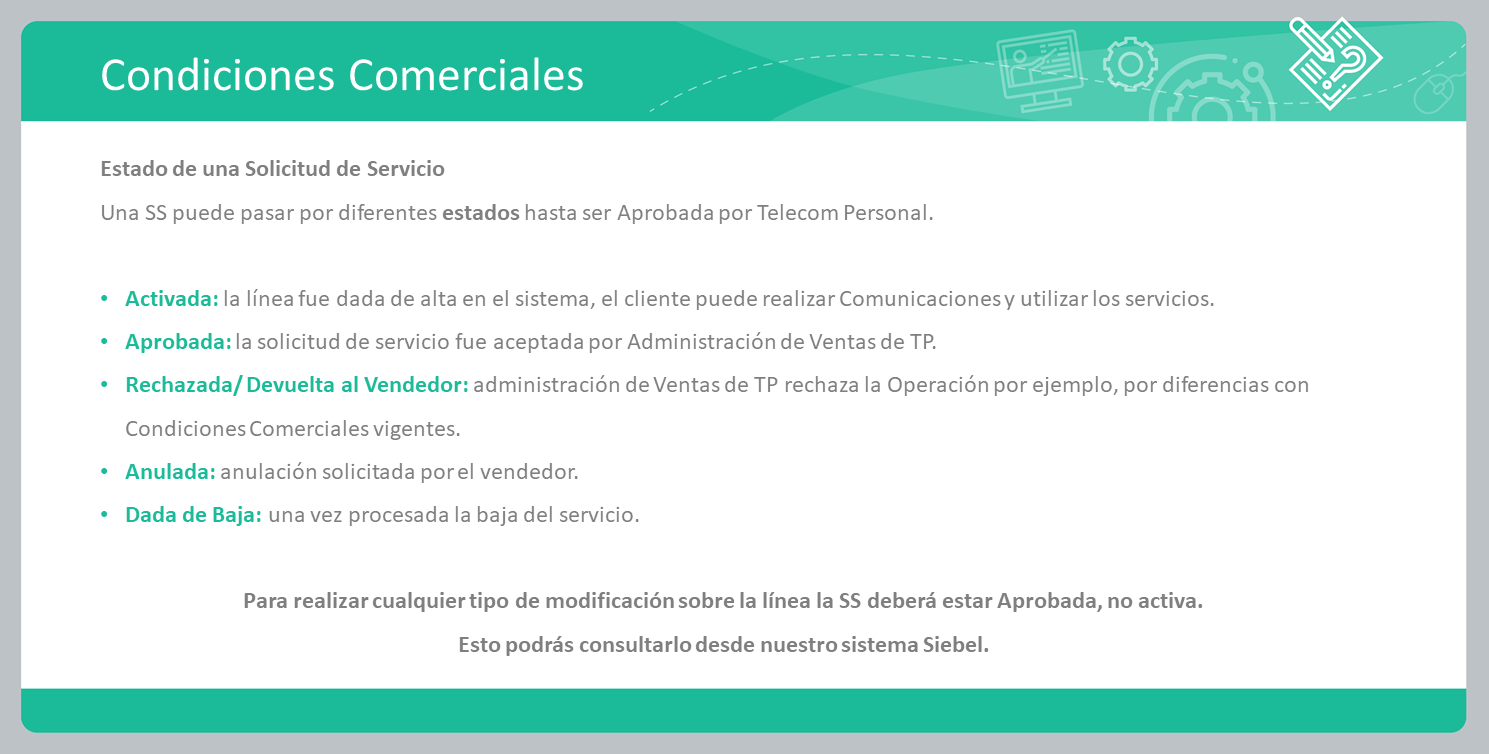 Condiciones Comerciales
Estado de una Solicitud de Servicio
Una SS puede pasar por diferentes estados hasta ser Aprobada por Telecom Personal.
• Activada: la línea fue dada de alta en el sistema, el cliente puede realizar Comunicaciones y utilizar los servicios.
• Aprobada: la solicitud de servicio fue aceptada por Administración de Ventas de TP.
• Rechazada/ Devuelta al Vendedor: administración de Ventas de TP rechaza la Operación por ejemplo, por diferencias con
Condiciones Comerciales vigentes.
• Anulada: anulación solicitada por el vendedor.
• Dada de Baja: una vez procesada la baja del servicio.
Para realizar cualquier tipo de modificación sobre la línea la SS deberá estar Aprobada, no activa.
Esto podrás consultarlo desde nuestro sistema Siebel.